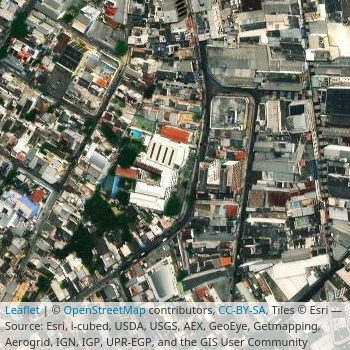 Leaflet | © OpenStreetMap contributors, CC-BY-SA, Tiles © Esri —
Source: Esri, i-cubed, USDA, USGS, AEX, GeoEye, Getmapping,
Aerogrid, IGN, IGP, UPR-EGP, and the GIS User Community